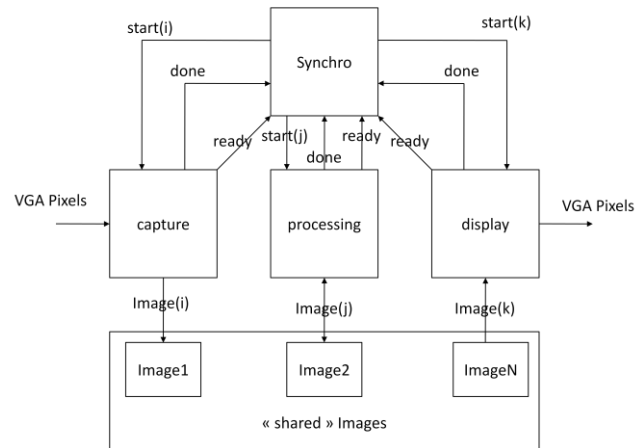 start(i)
start(k)
Synchro
done
done
ready
start(j)
ready
ready
done
VGA Pixels
capture
processing
display
VGA Pixels
Image(i)
Image(j)
Image(k)
Image1
Image2
ImageN
« shared » Images